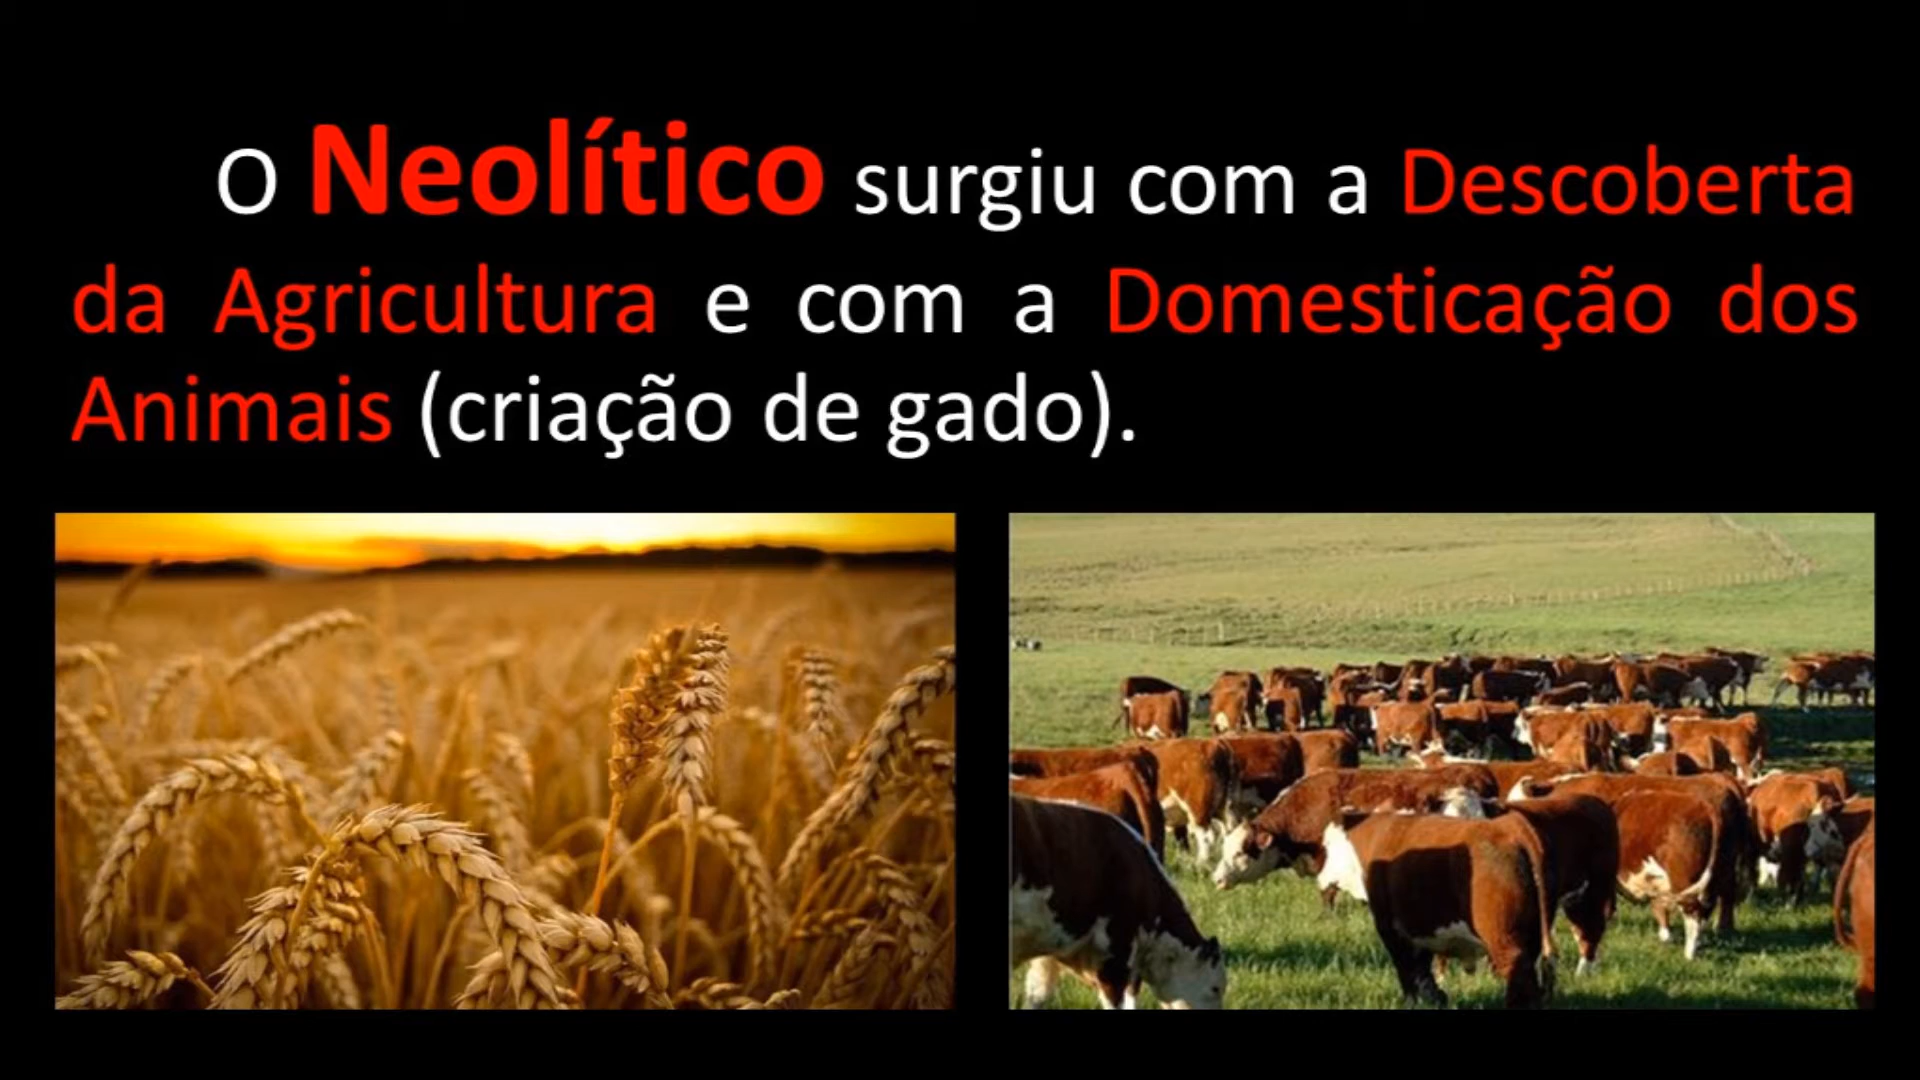 O Neolítico surgiu com a Descoberta
da Agricultura e com a Domesticação dos
Animais (criação de gado).